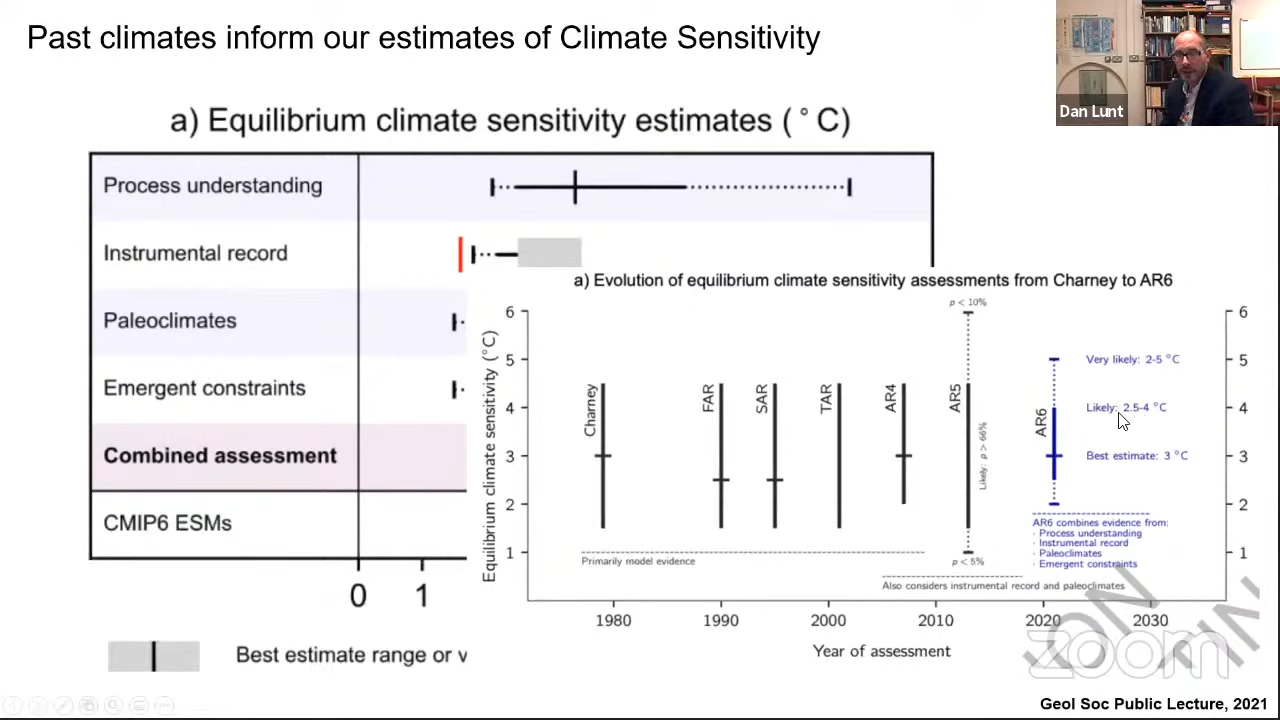 Past climates inform our estimates of Climate Sensitivity
Dan Lunt
a) Equilibrium climate sensitivity estimates (°C)
Process understanding
Instrumental record
Paleoclimates
Emergent constraints
Combined assessment
CMIP6 ESMs
0 1
Best estimate range or v
a) Evolution of equilibrium climate sensitivity assessments from Charney to AR6
Equilibrium climate sensitivity (°C)
6
5
4
3
2
1
Charney
FAR
SAR
TAR
AR4
AR5
p < 10%
Likely: p > 66%
p < 5%
AR6
Very likely: 2-5 °C
Likely: 2.5-4 °C
Best estimate: 3 °C
AR6 combines evidence from:
· Process understanding
· Instrumental record
· Paleoclimates
· Emergent constraints
Primarily model evidence
Also considers instrumental record and paleoclimates
6
5
4
3
2
1
1980 1990 2000 2010 2020 2030
Year of assessment
zoom
Geol Soc Public Lecture, 2021